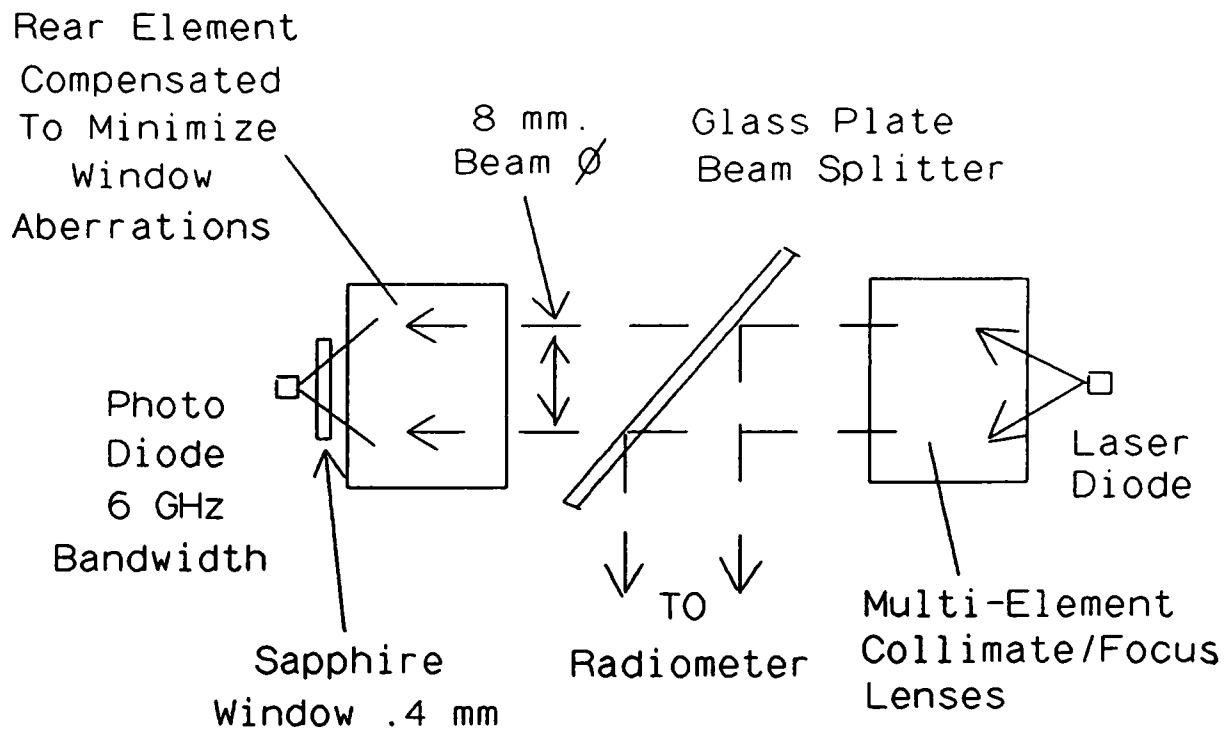 Rear Element
Compensated
To Minimize
Window
Aberrations
8 mm.
Beam Ø
Glass Plate
Beam Splitter
Photo
Diode
6 GHz
Bandwidth
Laser
Diode
TO
Radiometer
Sapphire
Window .4 mm
Multi-Element
Collimate/Focus
Lenses